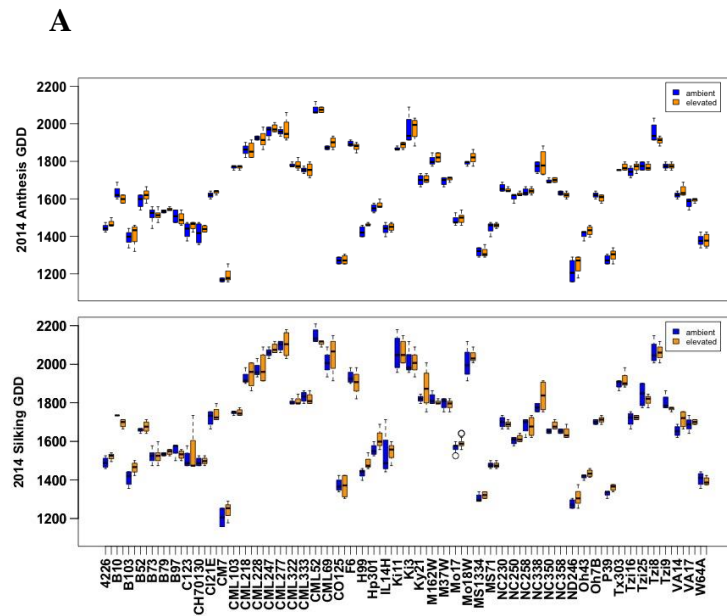 A
2014 Anthesis GDD
2200
2000
1800
1600
1400
1200
ambient
elevated
2014 Silking GDD
2200
2000
1800
1600
1400
1200
ambient
elevated
4226
B10
B103
B52
B73
B79
B97
C123
CH70130
CI21E
CM7
CML103
CML218
CML228
CML247
CML277
CML322
CML333
CML52
CML69
CO125
F6
H99
Hp301
IL14H
Ki11
Ki3
Ky21
M162W
M37W
Mo17
Mo18W
MS1334
MS71
NC230
NC250
NC258
NC338
NC350
NC358
ND246
Oh43
Oh7B
P39
Tx303
Tzi16
Tzi25
Tzi8
Tzi9
VA14
VA17
W64A